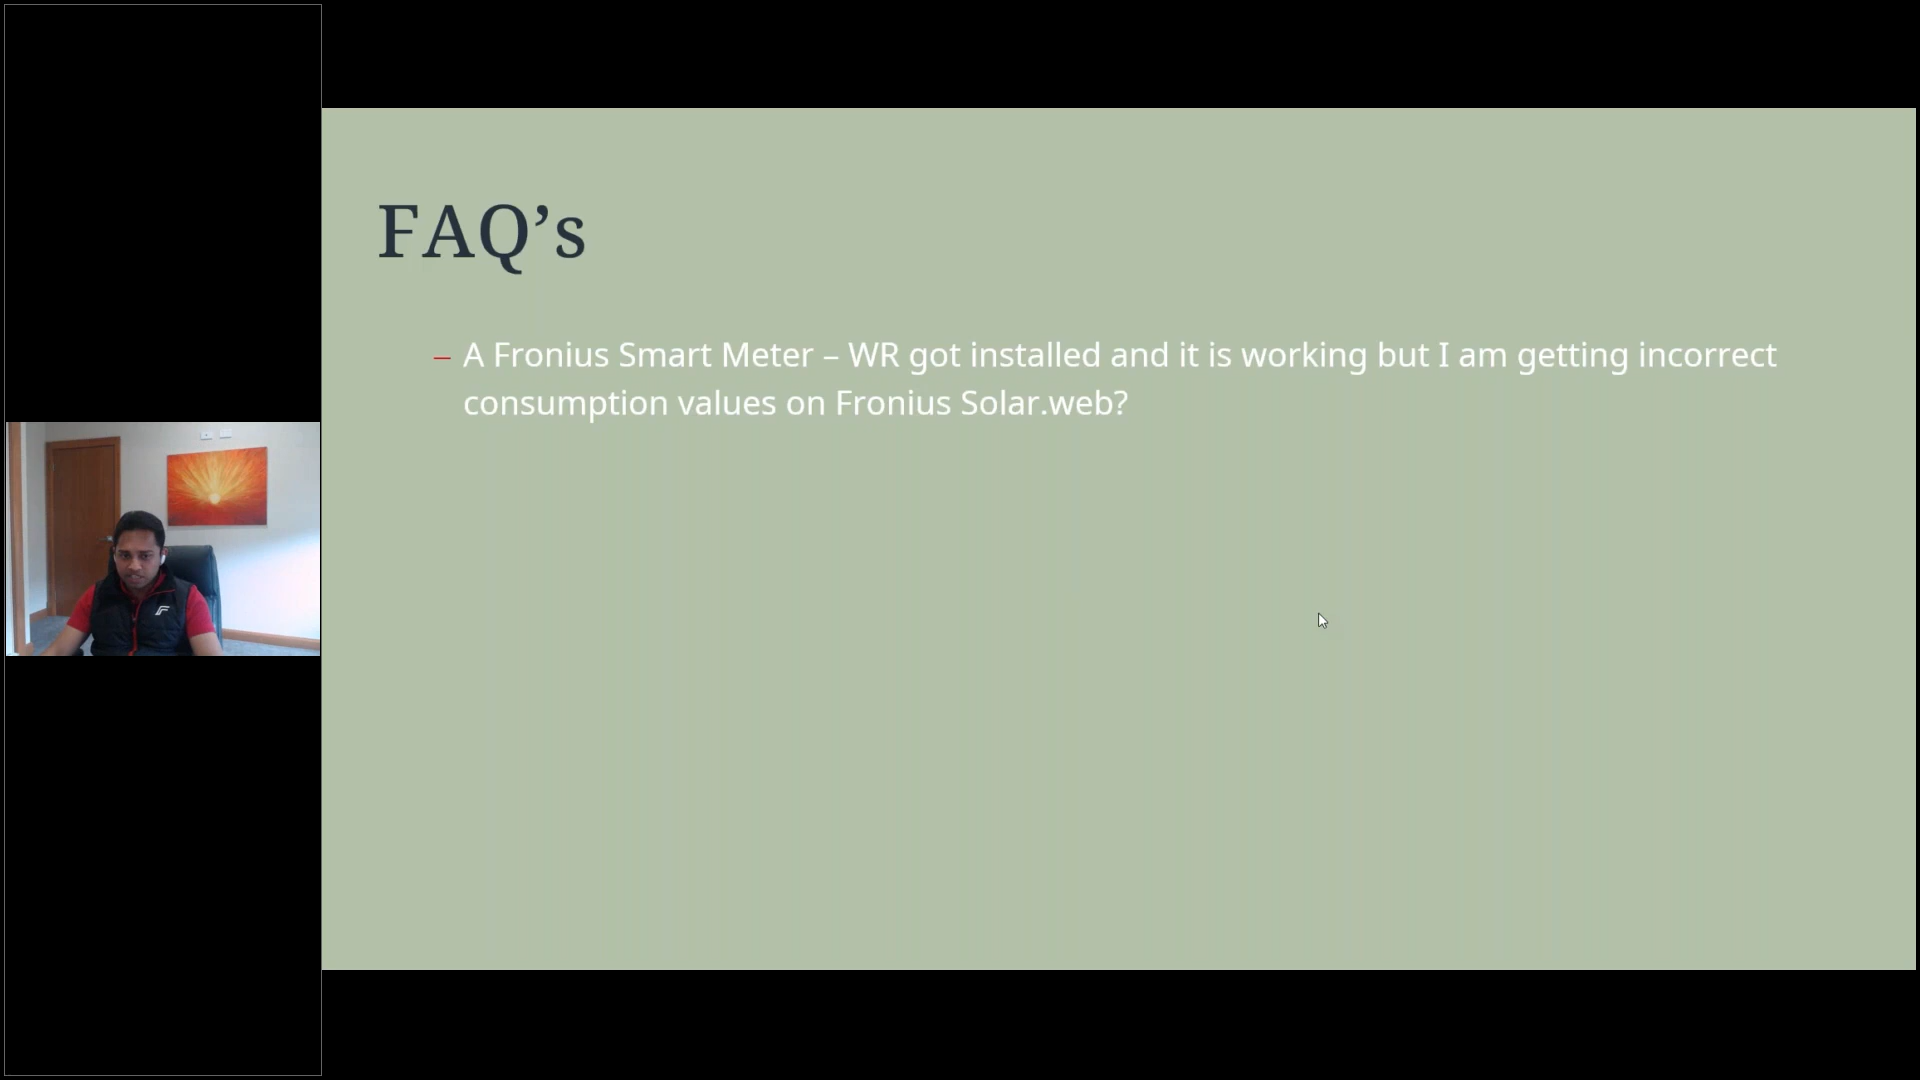 FAQ’s
– A Fronius Smart Meter – WR got installed and it is working but I am getting incorrect
consumption values on Fronius Solar.web?